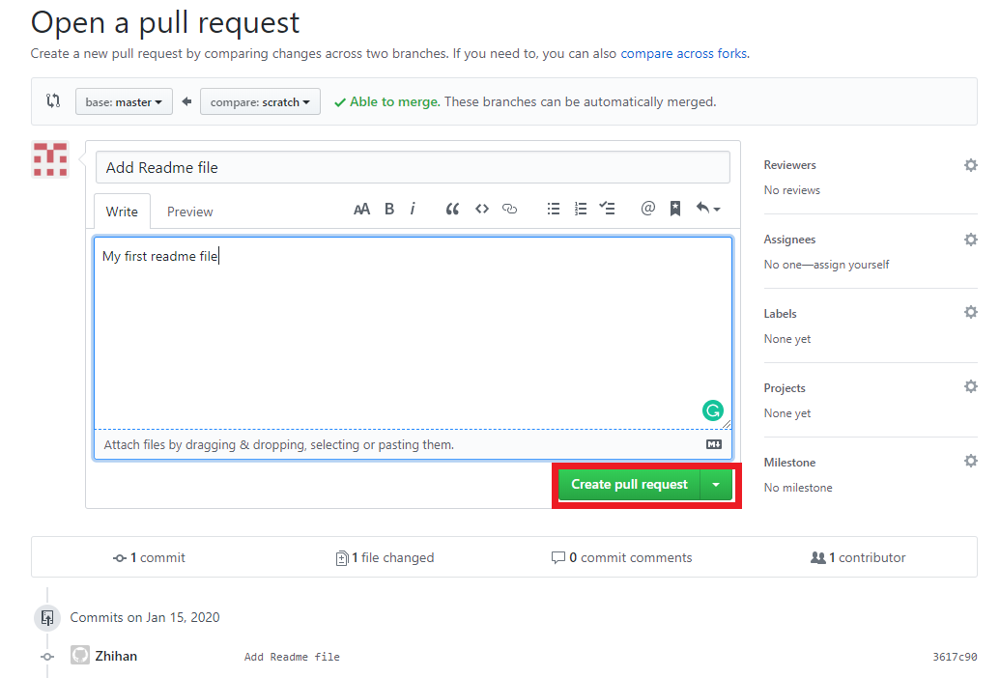 Open a pull request
Create a new pull request by comparing changes across two branches. If you need to, you can also compare across forks.
base: master compare: scratch Able to merge. These branches can be automatically merged.
Add Readme file
Write Preview AA B i @
My first readme file
Attach files by dragging & dropping, selecting or pasting them.
Create pull request
Reviewers
No reviews
Assignees
No one—assign yourself
Labels
None yet
Projects
None yet
Milestone
No milestone
1 commit 1 file changed 0 commit comments 1 contributor
Commits on Jan 15, 2020
Zhihan Add Readme file 3617c90